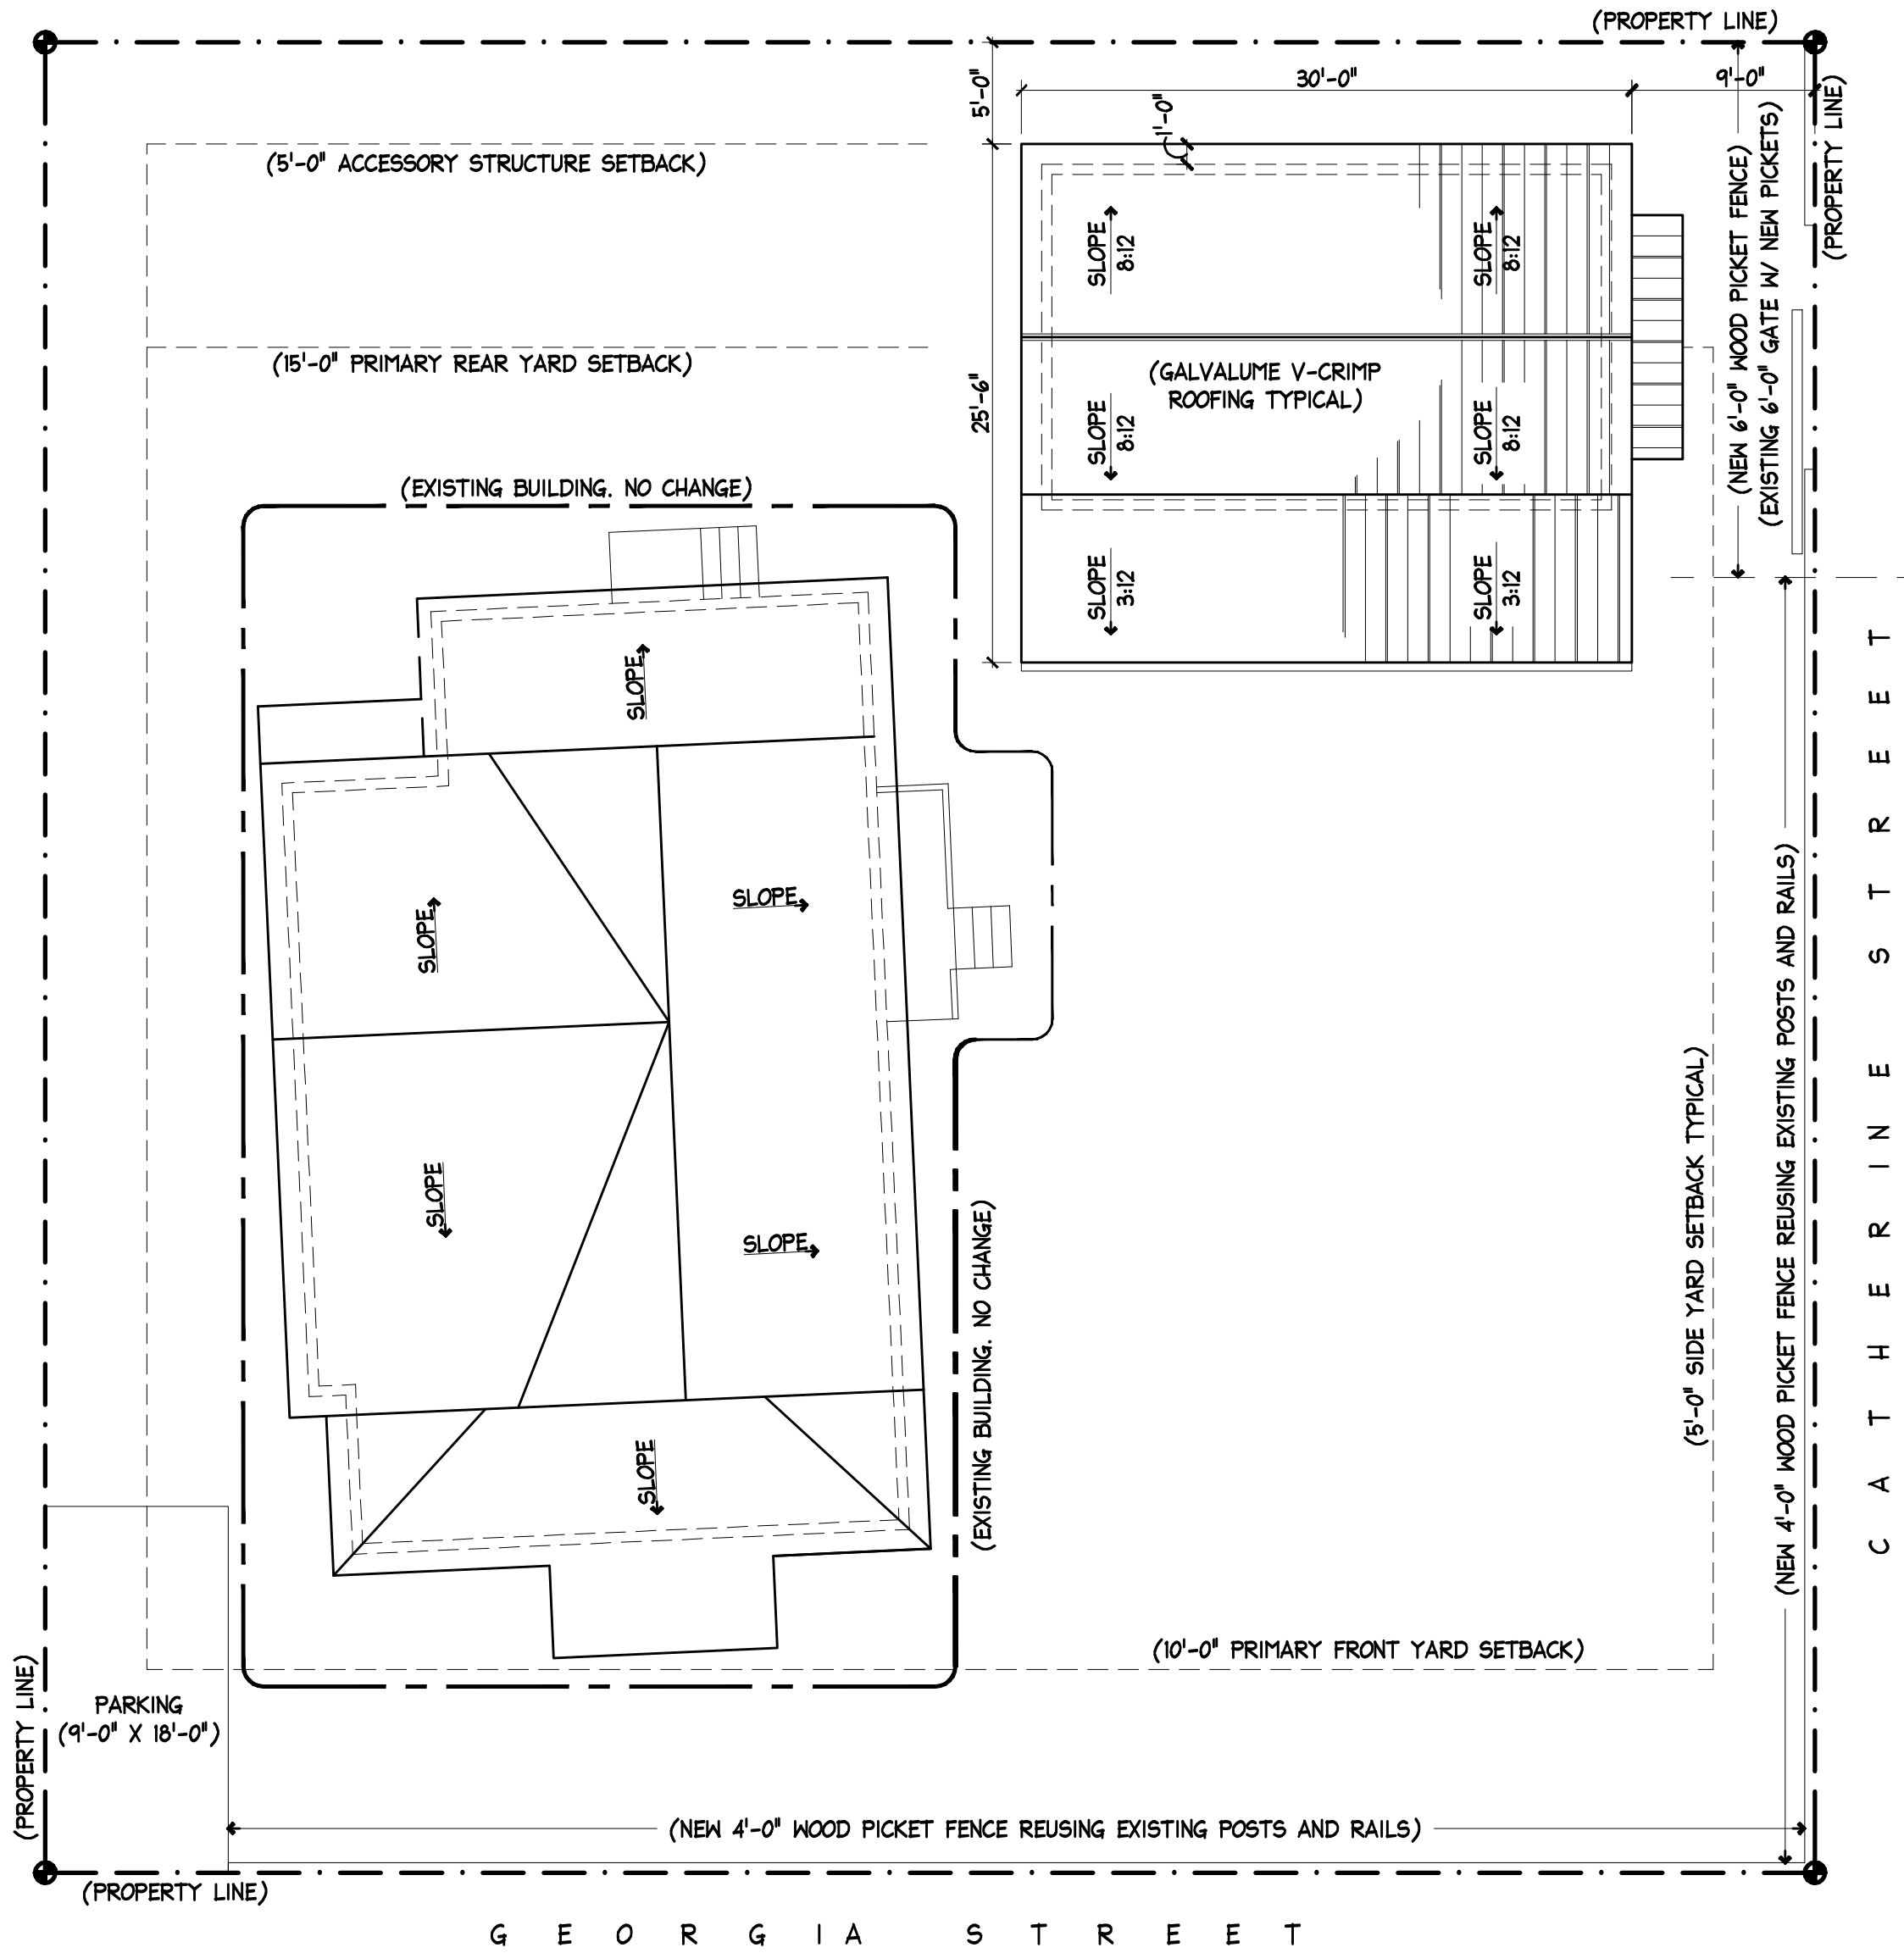 (PROPERTY LINE)
30'-0"
9'-0"
5'-0"
1'-0"
(PROPERTY LINE)
(5'-0" ACCESSORY STRUCTURE SETBACK)
(NEW 6'-0" WOOD PICKET FENCE)
(EXISTING 6'-0" GATE W/ NEW PICKETS)
SLOPE
8:12
SLOPE
8:12
(15'-0" PRIMARY REAR YARD SETBACK)
(GALVALUME V-CRIMP
ROOFING TYPICAL)
25'-6"
SLOPE
8:12
SLOPE
8:12
(EXISTING BUILDING. NO CHANGE)
SLOPE
3:12
SLOPE
3:12
SLOPE
SLOPE
SLOPE
SLOPE
SLOPE
SLOPE
(EXISTING BUILDING. NO CHANGE)
(5'-0" SIDE YARD SETBACK TYPICAL)
(NEW 4'-0" WOOD PICKET FENCE REUSING EXISTING POSTS AND RAILS)
CATHERINE STREET
(10'-0" PRIMARY FRONT YARD SETBACK)
(PROPERTY LINE)
PARKING
(9'-0" X 18'-0")
(NEW 4'-0" WOOD PICKET FENCE REUSING EXISTING POSTS AND RAILS)
(PROPERTY LINE)
GEORGIA STREET